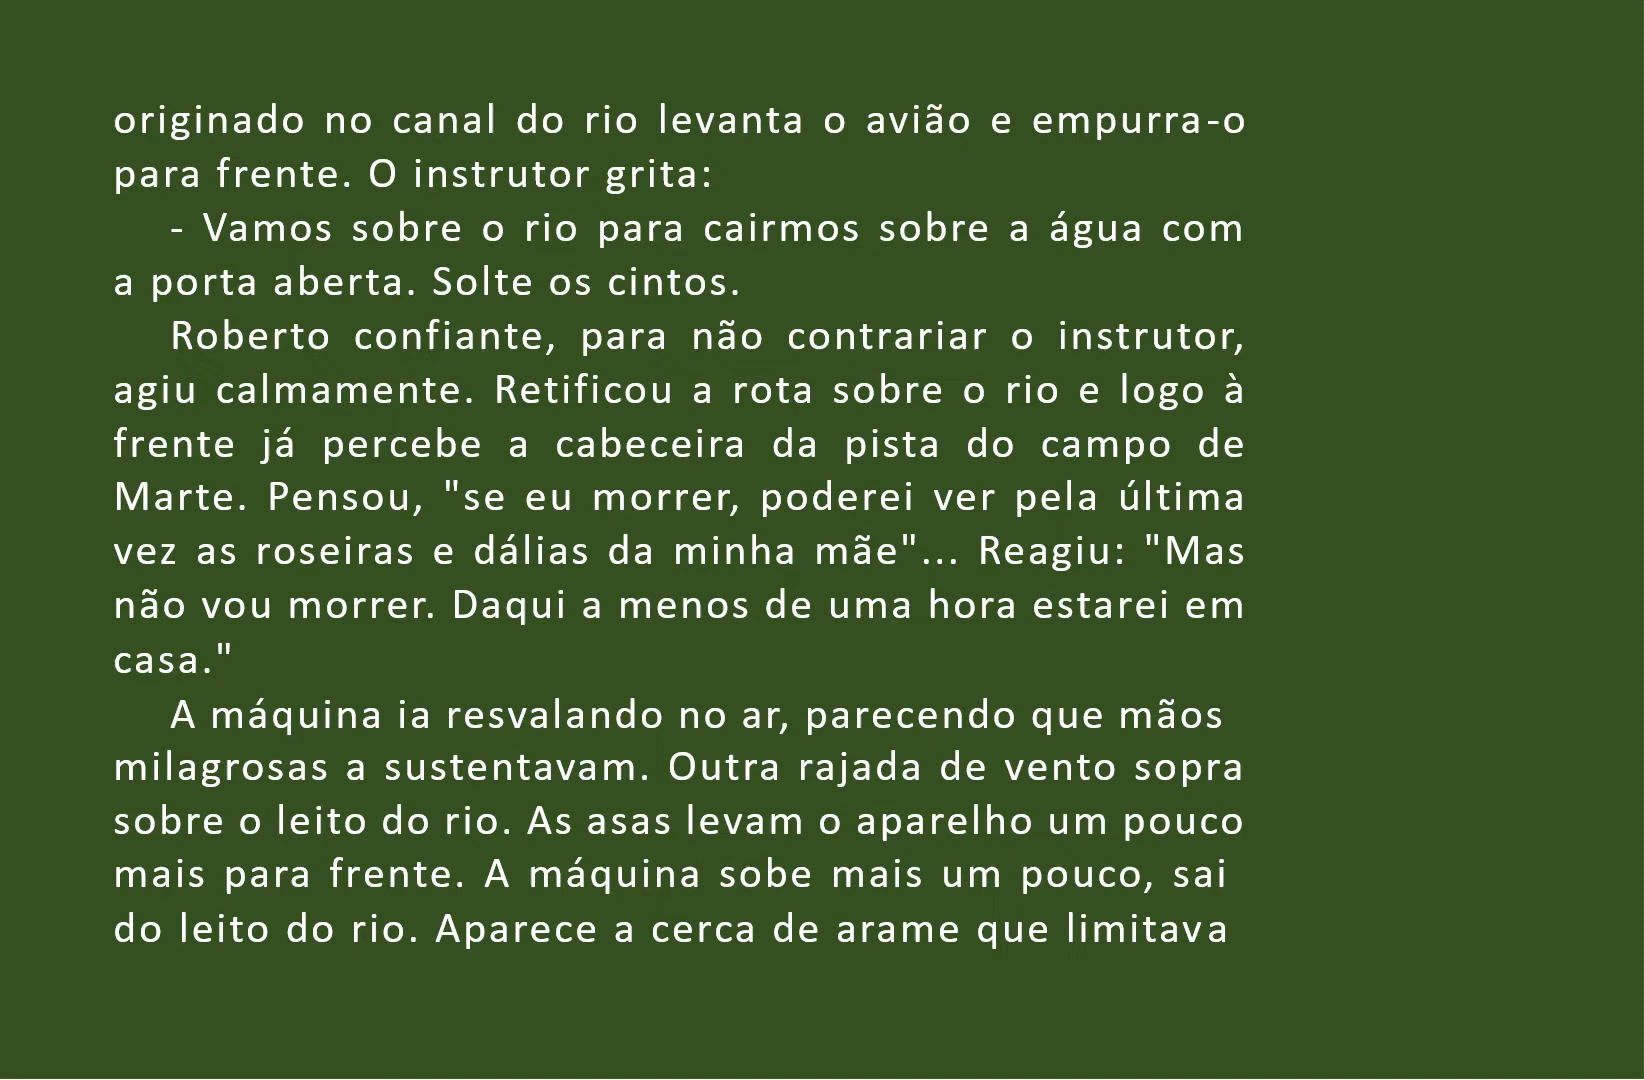 originado no canal do rio levanta o avião e empurra-o
para frente. O instrutor grita:
- Vamos sobre o rio para cairmos sobre a água com
a porta aberta. Solte os cintos.
Roberto confiante, para não contrariar o instrutor,
agiu calmamente. Retificou a rota sobre o rio e logo à
frente já percebe a cabeceira da pista do campo de
Marte. Pensou, "se eu morrer, poderei ver pela última
vez as roseiras e dálias da minha mãe"... Reagiu: "Mas
não vou morrer. Daqui a menos de uma hora estarei em
casa."
A máquina ia resvalando no ar, parecendo que mãos
milagrosas a sustentavam. Outra rajada de vento sopra
sobre o leito do rio. As asas levam o aparelho um pouco
mais para frente. A máquina sobe mais um pouco, sai
do leito do rio. Aparece a cerca de arame que limitava